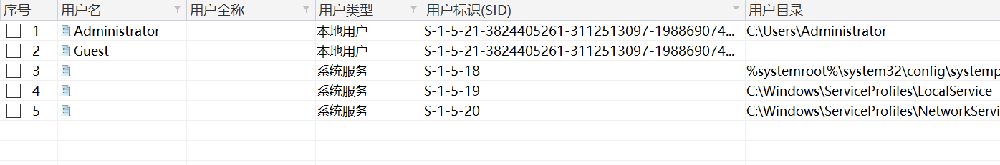 序号 用户名 用户全称 用户类型 用户标识(SID) 用户目录
1 Administrator 本地用户 S-1-5-21-3824405261-3112513097-198869074... C:\Users\Administrator
2 Guest 本地用户 S-1-5-21-3824405261-3112513097-198869074...
3 系统服务 S-1-5-18 %systemroot%\system32\config\systemp
4 系统服务 S-1-5-19 C:\Windows\ServiceProfiles\LocalService
5 系统服务 S-1-5-20 C:\Windows\ServiceProfiles\NetworkServi